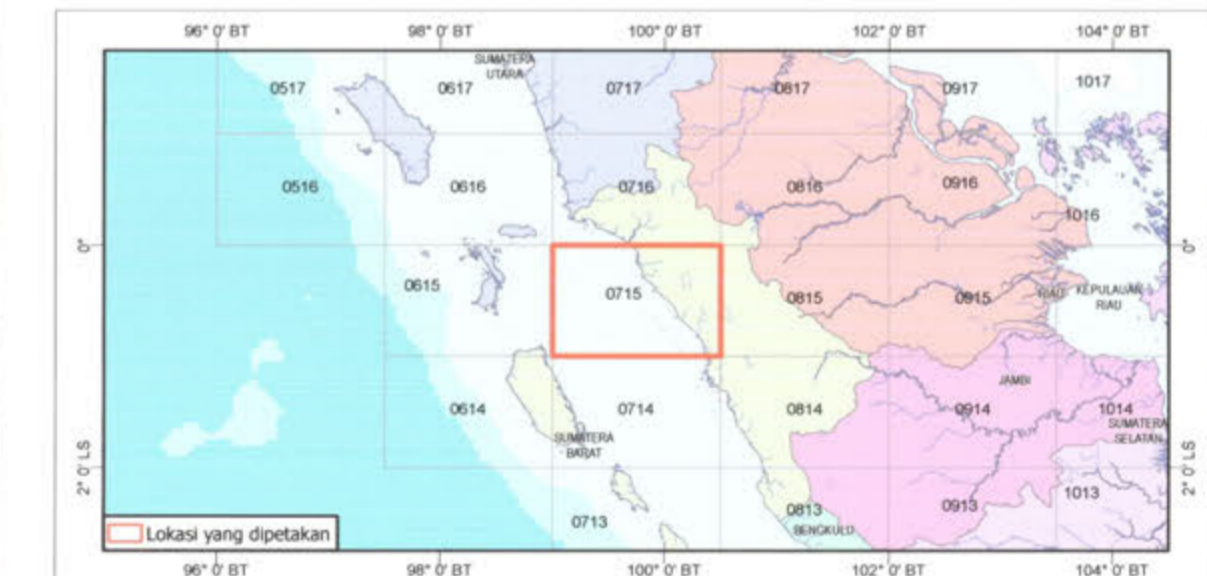 96° 0' BT 98° 0' BT 100° 0' BT 102° 0' BT 104° 0' BT
SUMATERA
UTARA
0517 0617 0717 0817 0917 1017
0516 0616 0716 0816 0916 1016
0° 0°
0615 0715 0815 0915 RIAU KEPULAUAN
RIAU
JAMBI
0614 0714 0814 0914 1014
SUMATERA
SELATAN
SUMATERA
BARAT
2° 0' LS 2° 0' LS
0713 0813 0913 1013
BENGKULU
Lokasi yang dipetakan
96° 0' BT 98° 0' BT 100° 0' BT 102° 0' BT 104° 0' BT